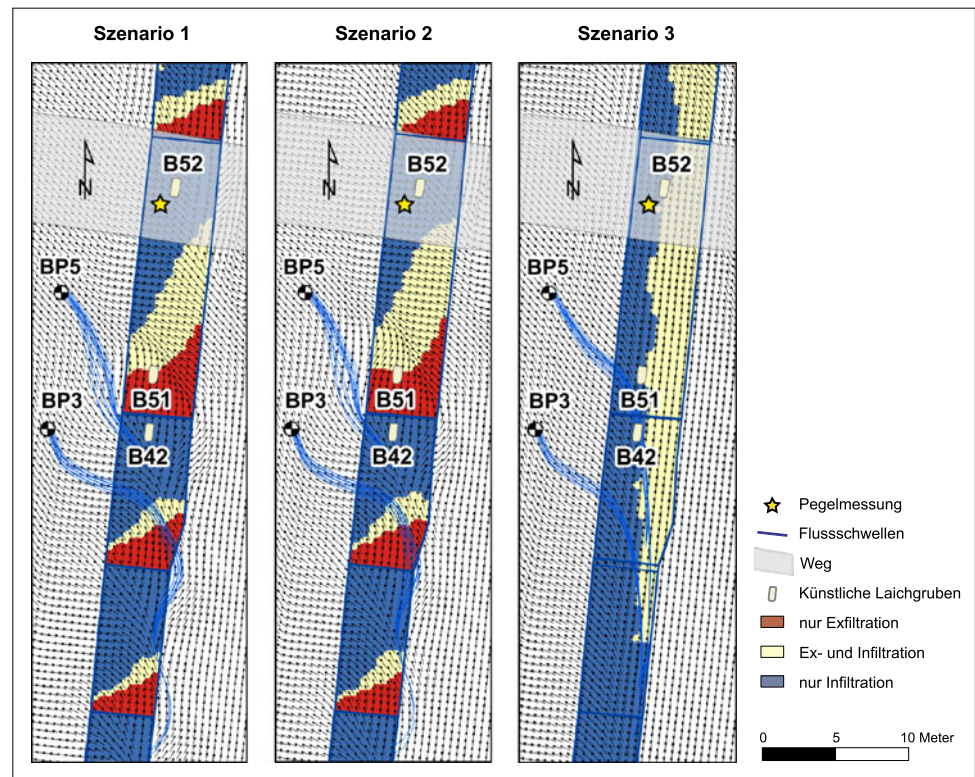 Szenario 1
Szenario 2
Szenario 3
B52
N
BP5
BP3
B51
B42
B52
N
BP5
BP3
B51
B42
B52
N
BP5
BP3
B51
B42
Pegelmessung
Flussschwellen
Weg
Künstliche Laichgruben
nur Exfiltration
Ex- und Infiltration
nur Infiltration
0 5 10 Meter